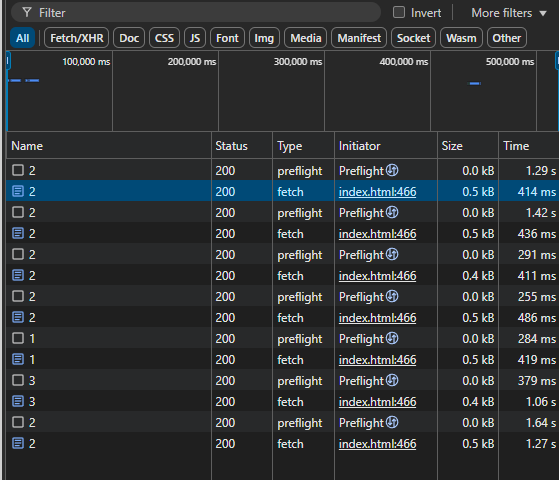 Filter Invert More filters
All Fetch/XHR Doc CSS JS Font Img Media Manifest Socket Wasm Other
100,000 ms 200,000 ms 300,000 ms 400,000 ms 500,000 ms
Name Status Type Initiator Size Time
2 200 preflight Preflight 0.0 kB 1.29 s
2 200 fetch index.html:466 0.5 kB 414 ms
2 200 preflight Preflight 0.0 kB 1.42 s
2 200 fetch index.html:466 0.5 kB 436 ms
2 200 preflight Preflight 0.0 kB 291 ms
2 200 fetch index.html:466 0.4 kB 411 ms
2 200 preflight Preflight 0.0 kB 255 ms
2 200 fetch index.html:466 0.5 kB 486 ms
1 200 preflight Preflight 0.0 kB 284 ms
1 200 fetch index.html:466 0.5 kB 419 ms
3 200 preflight Preflight 0.0 kB 379 ms
3 200 fetch index.html:466 0.4 kB 1.06 s
2 200 preflight Preflight 0.0 kB 1.64 s
2 200 fetch index.html:466 0.5 kB 1.27 s